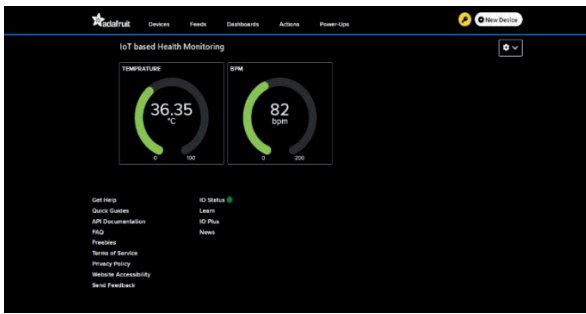 adafruit Devices Feeds Dashboards Actions Power-Ups New Device
IoT based Health Monitoring
TEMPRATURE
36.35
°C
0 100
BPM
82
bpm
0 200
Get Help
Quick Guides
API Documentation
FAQ
Freebies
Terms of Service
Privacy Policy
Website Accessibility
Send Feedback
IO Status
Learn
IO Plus
News